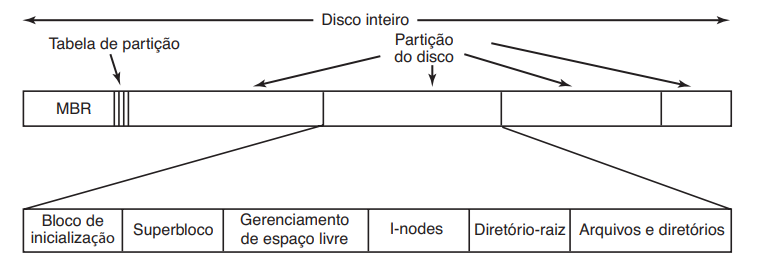 Disco inteiro
Tabela de partição
Partição
do disco
MBR
Bloco de
inicialização
Superbloco
Gerenciamento
de espaço livre
I-nodes
Diretório-raiz
Arquivos e diretórios